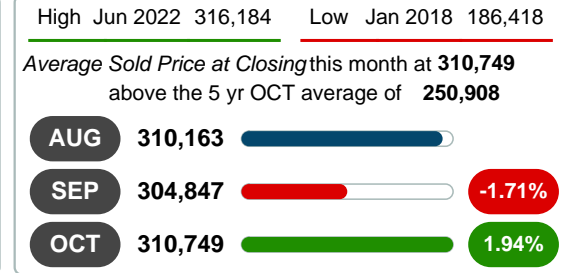 High Jun 2022 316,184 Low Jan 2018 186,418
Average Sold Price at Closing this month at 310,749
above the 5 yr OCT average of 250,908
AUG 310,163
SEP 304,847 -1.71%
OCT 310,749 1.94%